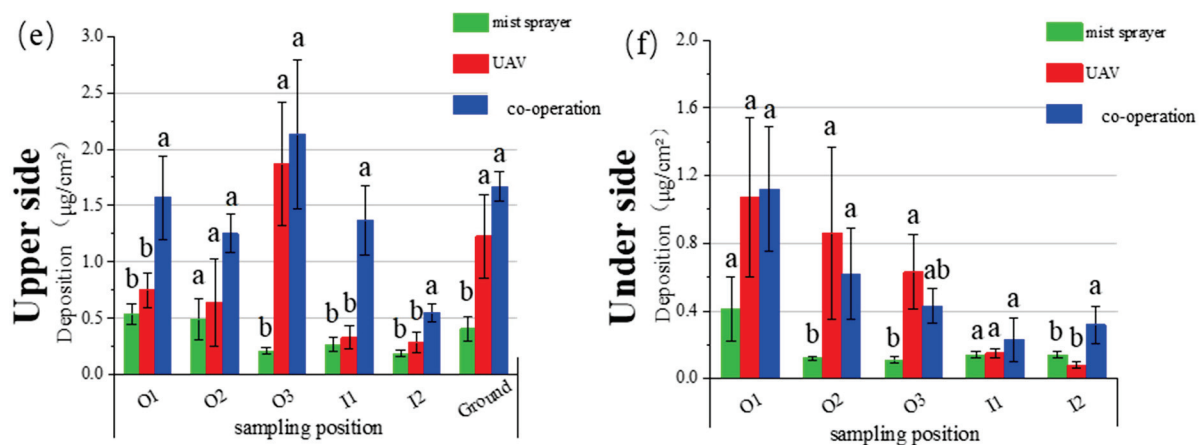 (e)
mist sprayer
UAV
co-operation
Upper side
Deposition (μg/cm²)
3.0
2.5
2.0
1.5
1.0
0.5
0.0
b b a
a a a
b a a
b b a
b b a
b a a
O1 O2 O3 I1 I2 Ground
sampling position
(f)
mist sprayer
UAV
co-operation
Under side
Deposition (μg/cm²)
2.0
1.6
1.2
0.8
0.4
0.0
a a a
b a a
b a ab
a a a
b b a
O1 O2 O3 I1 I2
sampling position